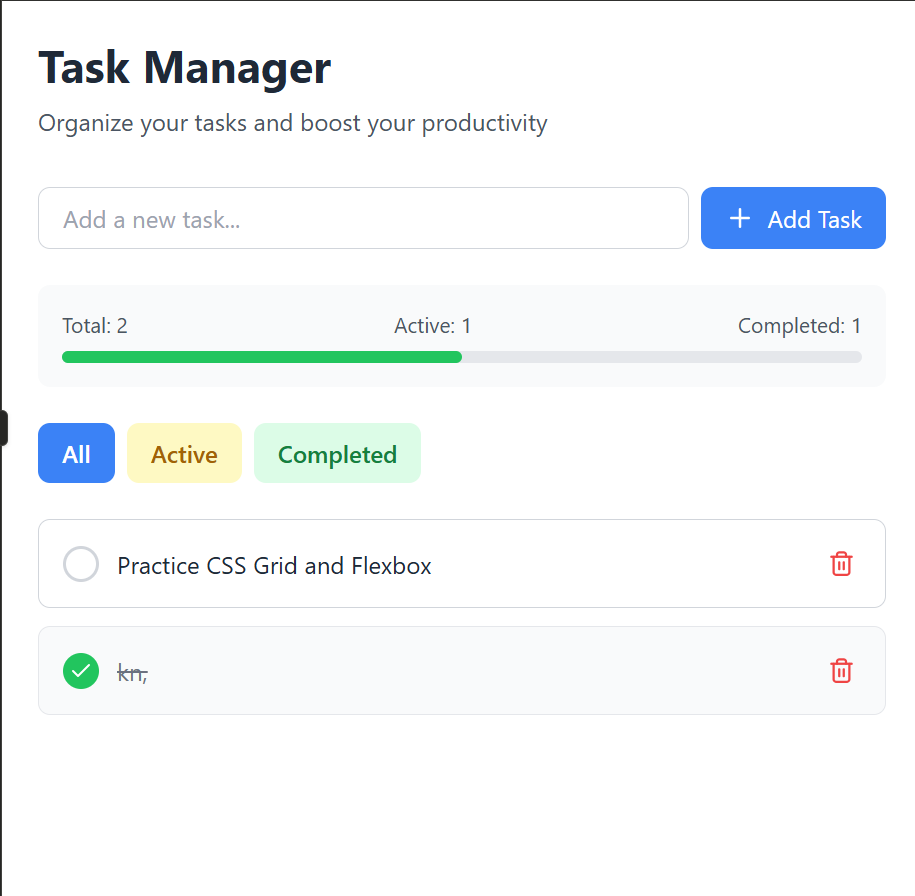 Task Manager
Organize your tasks and boost your productivity
Add a new task...
+ Add Task
Total: 2 Active: 1 Completed: 1
All Active Completed
Practice CSS Grid and Flexbox
kn,